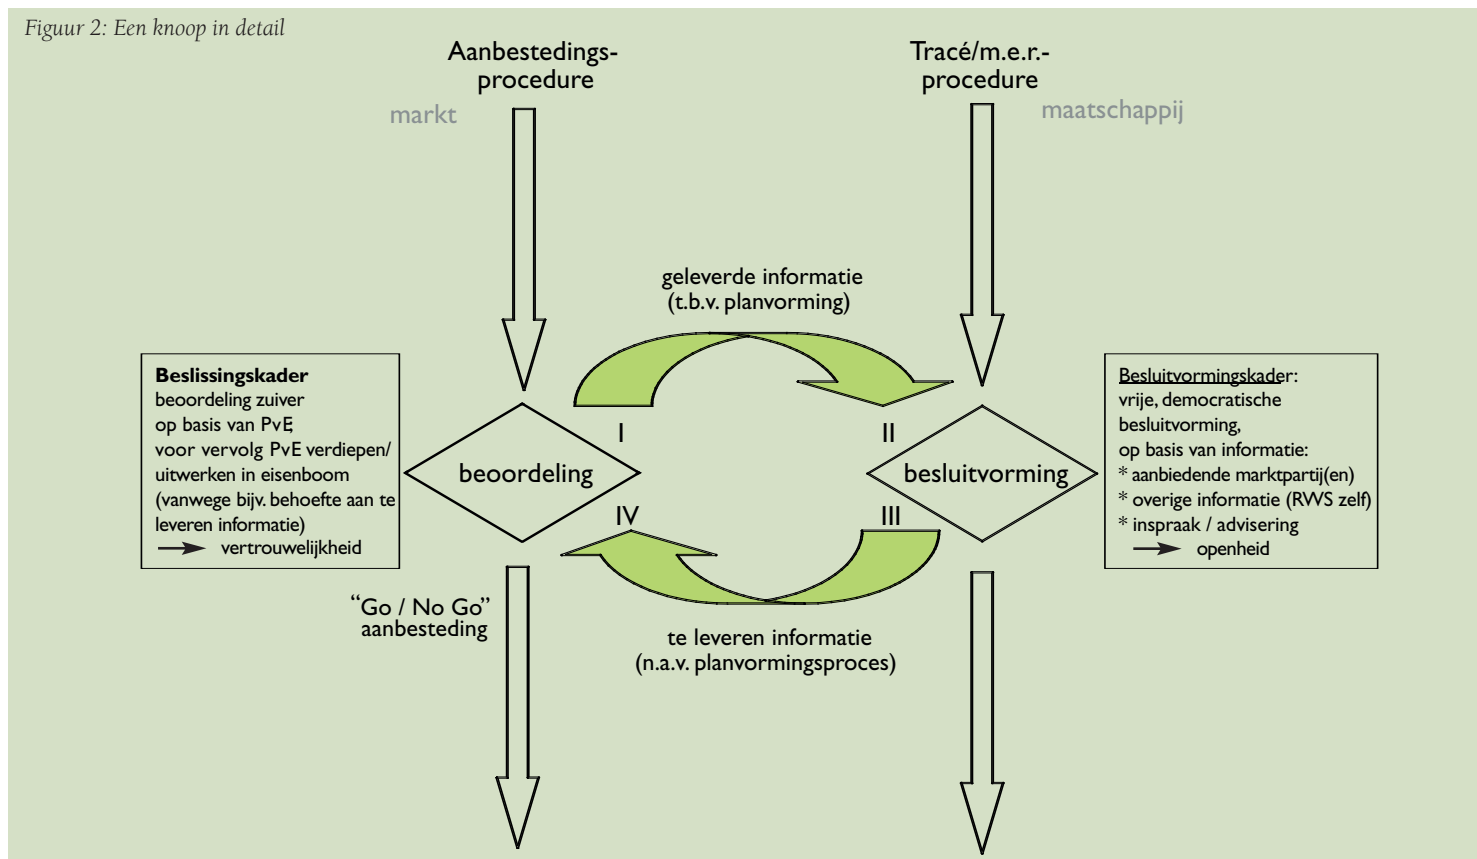 Figuur 2: Een knoop in detail
Aanbestedings-
procedure
markt
Tracé/m.e.r.-
procedure
maatschappij
geleverde informatie
(t.b.v. planvorming)
Beslissingskader
beoordeling zuiver
op basis van PvE,
voor vervolg PvE verdiepen/
uitwerken in eisenboom
(vanwege bijv. behoefte aan te
leveren informatie)
vertrouwelijkheid
I
II
beoordeling
besluitvorming
IV
III
Besluitvormingskader:
vrije, democratische
besluitvorming,
op basis van informatie:
* aanbiedende marktpartij(en)
* overige informatie (RWS zelf)
* inspraak / advisering
openheid
“Go / No Go”
aanbesteding
te leveren informatie
(n.a.v. planvormingsproces)